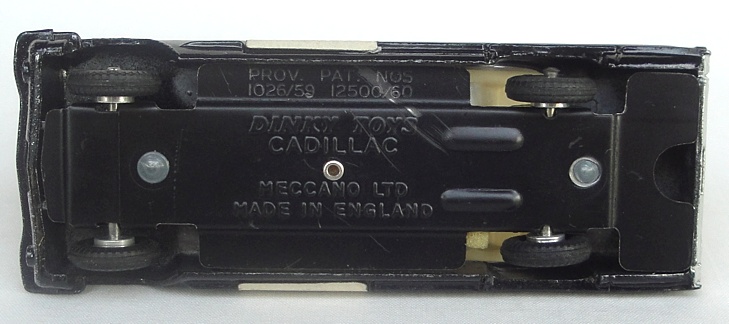 PROV. PAT. NOS
1026/59 12500/60
DINKY TOYS
CADILLAC
MECCANO LTD
MADE IN ENGLAND